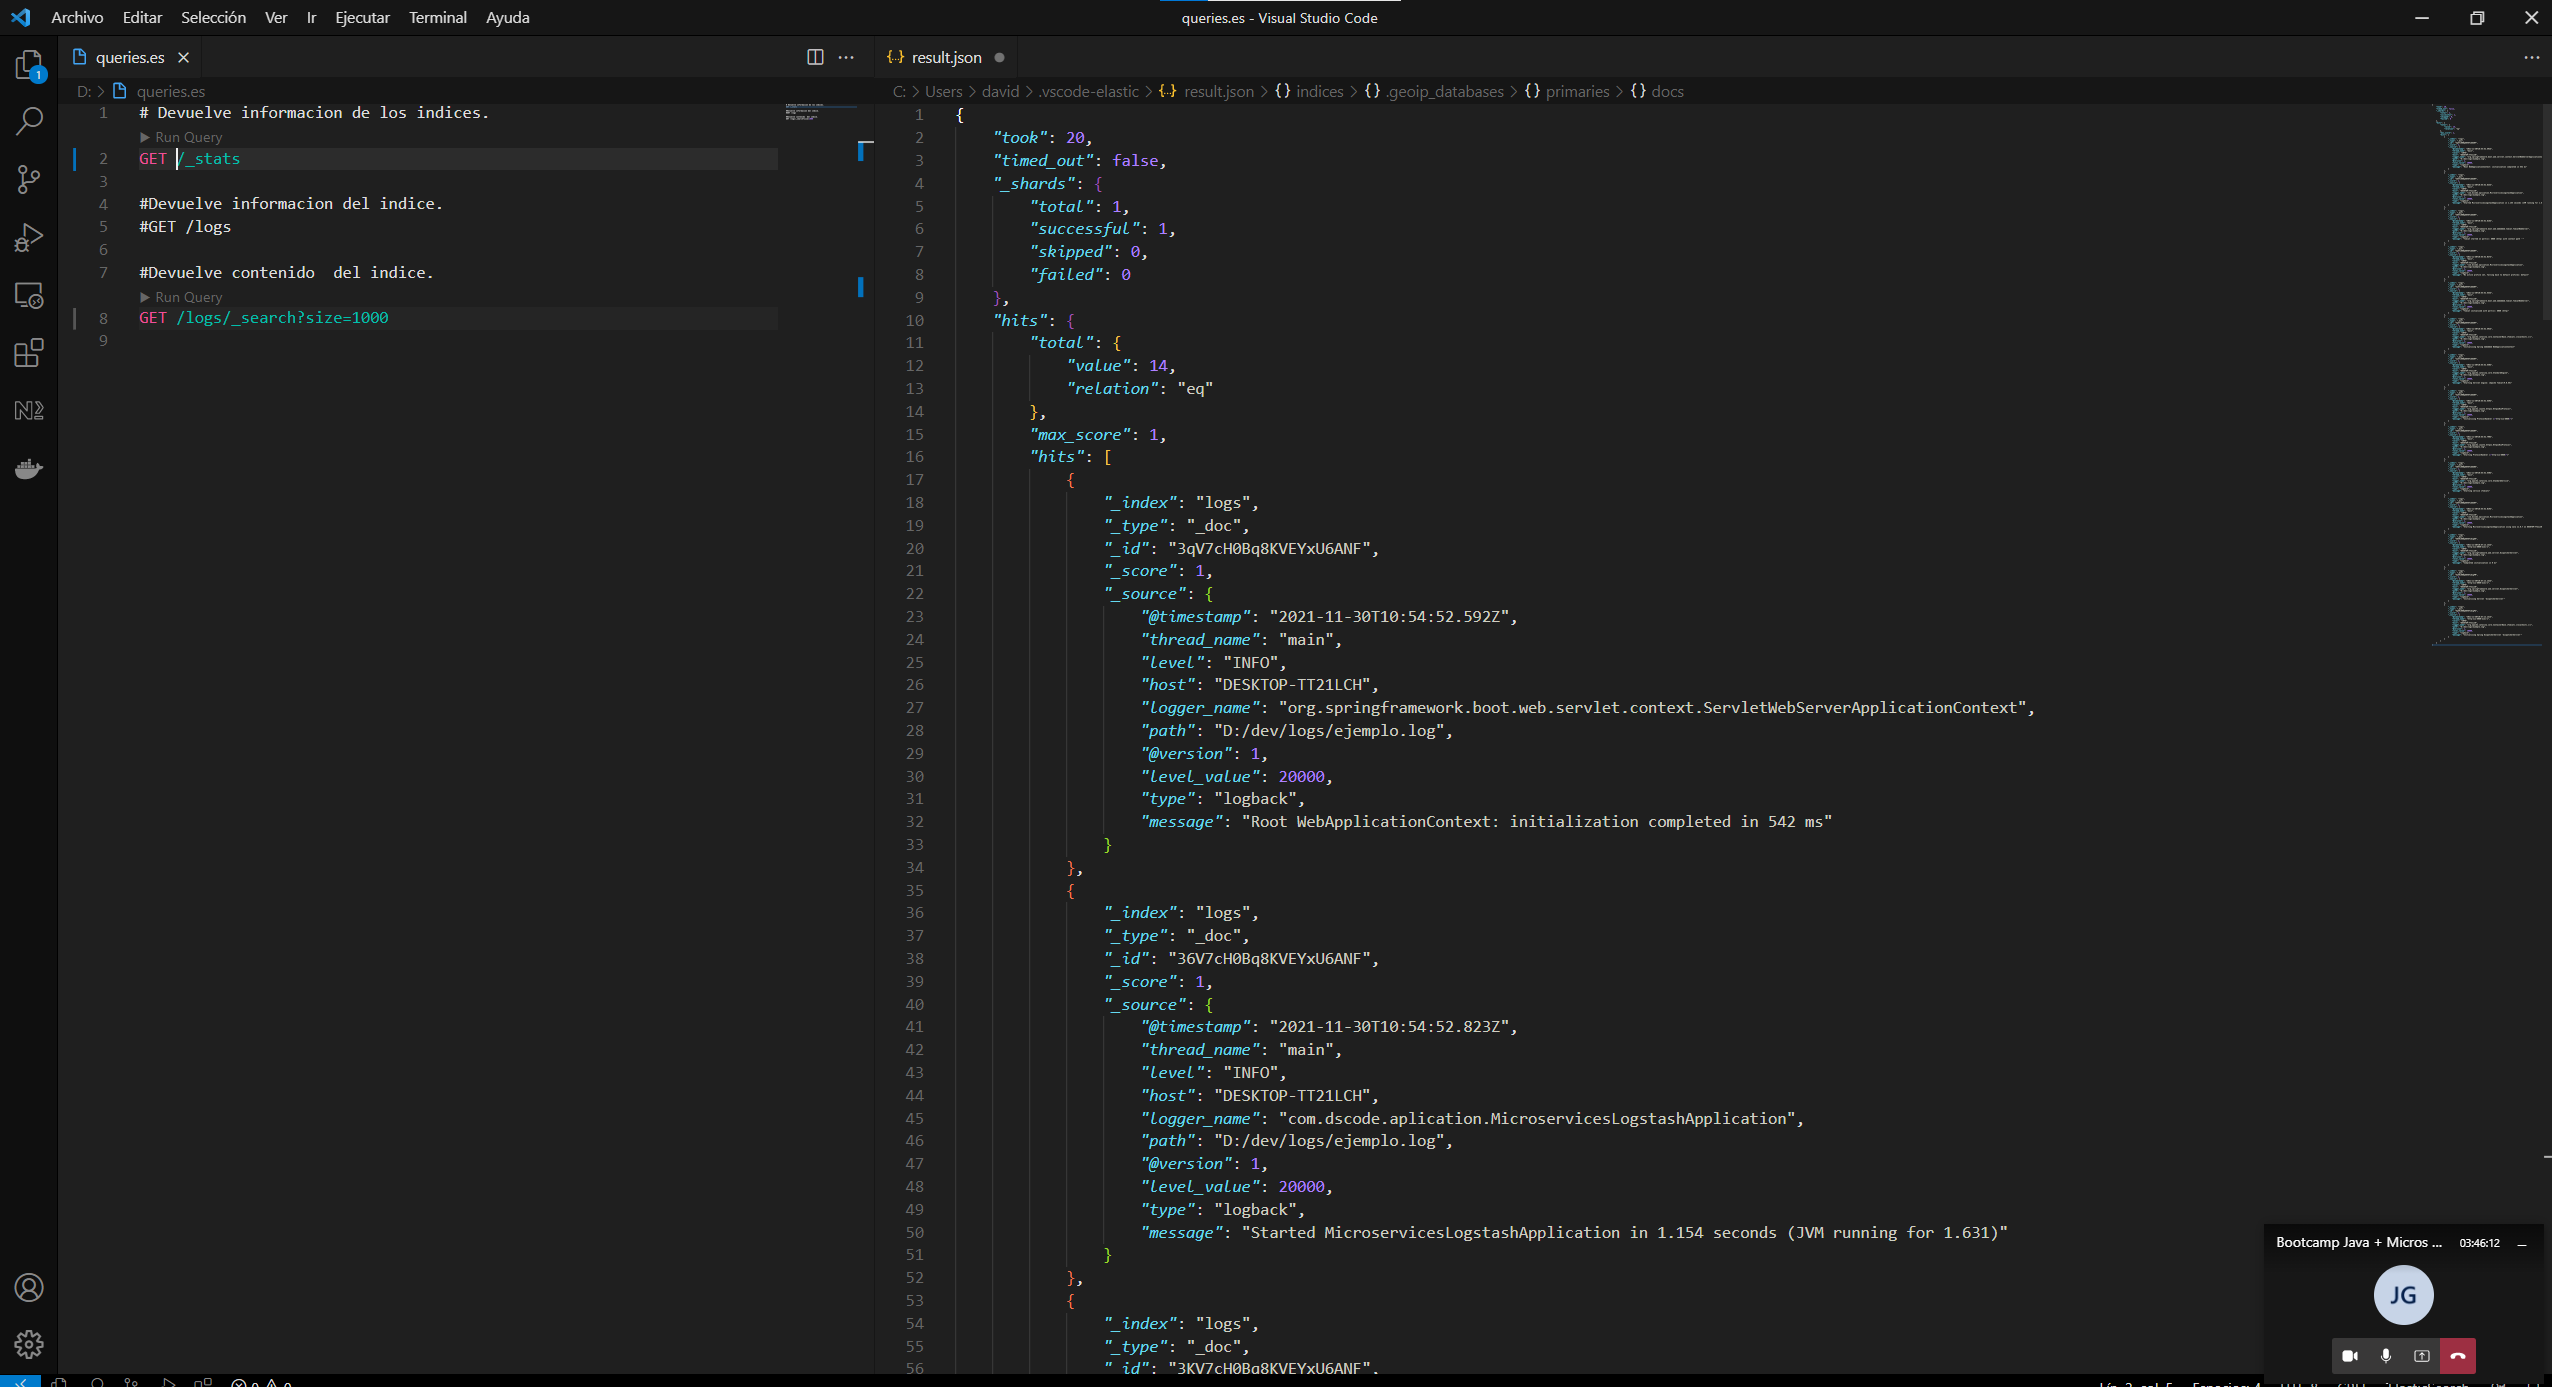 Archivo Editar Selección Ver Ir Ejecutar Terminal Ayuda
queries.es - Visual Studio Code
queries.es
D: > queries.es
1 # Devuelve informacion de los indices.
Run Query
2 GET /_stats
3
4 #Devuelve informacion del indice.
5 #GET /logs
6
7 #Devuelve contenido  del indice.
Run Query
8 GET /logs/_search?size=1000
9
{..} result.json
C: > Users > david > .vscode-elastic > {..} result.json > {} indices > {} .geoip_databases > {} primaries > {} docs
1 {
2 "took": 20,
3 "timed_out": false,
4 "_shards": {
5 "total": 1,
6 "successful": 1,
7 "skipped": 0,
8 "failed": 0
9 },
10 "hits": {
11 "total": {
12 "value": 14,
13 "relation": "eq"
14 },
15 "max_score": 1,
16 "hits": [
17 {
18 "_index": "logs",
19 "_type": "_doc",
20 "_id": "3qV7cH0Bq8KVEYxU6ANF",
21 "_score": 1,
22 "_source": {
23 "@timestamp": "2021-11-30T10:54:52.592Z",
24 "thread_name": "main",
25 "level": "INFO",
26 "host": "DESKTOP-TT21LCH",
27 "logger_name": "org.springframework.boot.web.servlet.context.ServletWebServerApplicationContext",
28 "path": "D:/dev/logs/ejemplo.log",
29 "@version": 1,
30 "level_value": 20000,
31 "type": "logback",
32 "message": "Root WebApplicationContext: initialization completed in 542 ms"
33 }
34 },
35 {
36 "_index": "logs",
37 "_type": "_doc",
38 "_id": "36V7cH0Bq8KVEYxU6ANF",
39 "_score": 1,
40 "_source": {
41 "@timestamp": "2021-11-30T10:54:52.823Z",
42 "thread_name": "main",
43 "level": "INFO",
44 "host": "DESKTOP-TT21LCH",
45 "logger_name": "com.dscode.aplication.MicroservicesLogstashApplication",
46 "path": "D:/dev/logs/ejemplo.log",
47 "@version": 1,
48 "level_value": 20000,
49 "type": "logback",
50 "message": "Started MicroservicesLogstashApplication in 1.154 seconds (JVM running for 1.631)"
51 }
52 },
53 {
54 "_index": "logs",
55 "_type": "_doc",
56 "_id": "3KV7cH0Bq8KVEYxU6ANF",
Bootcamp Java + Micros ... 03:46:12
JG